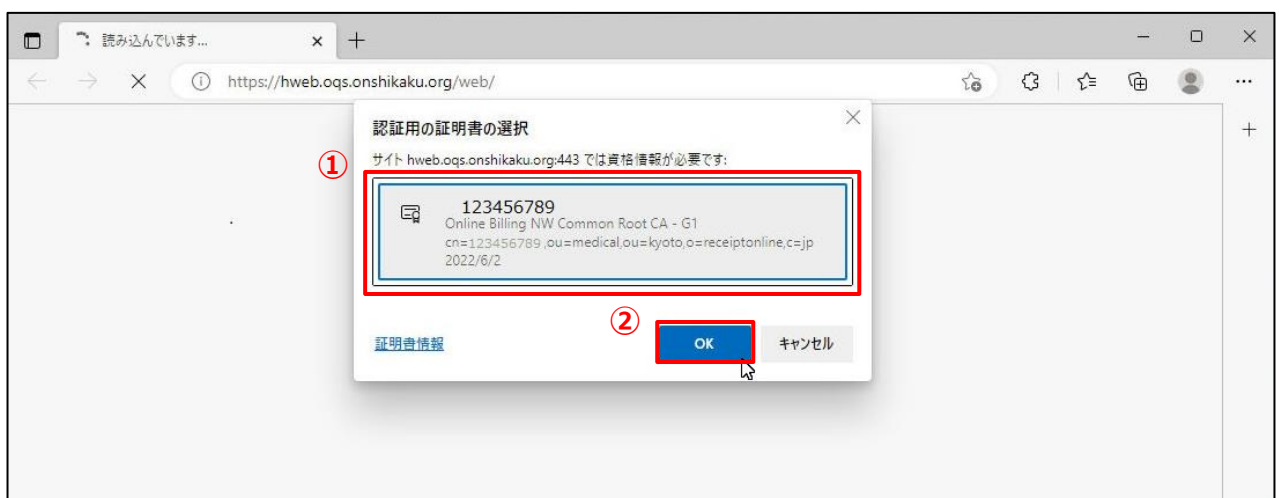 読み込んでいます...
https://hweb.oqs.onshikaku.org/web/
認証用の証明書の選択
①
サイト hweb.oqs.onshikaku.org:443 では資格情報が必要です:
123456789
Online Billing NW Common Root CA - G1
cn=123456789 ,ou=medical,ou=kyoto,o=receiptonline,c=jp
2022/6/2
②
証明書情報
OK
キャンセル